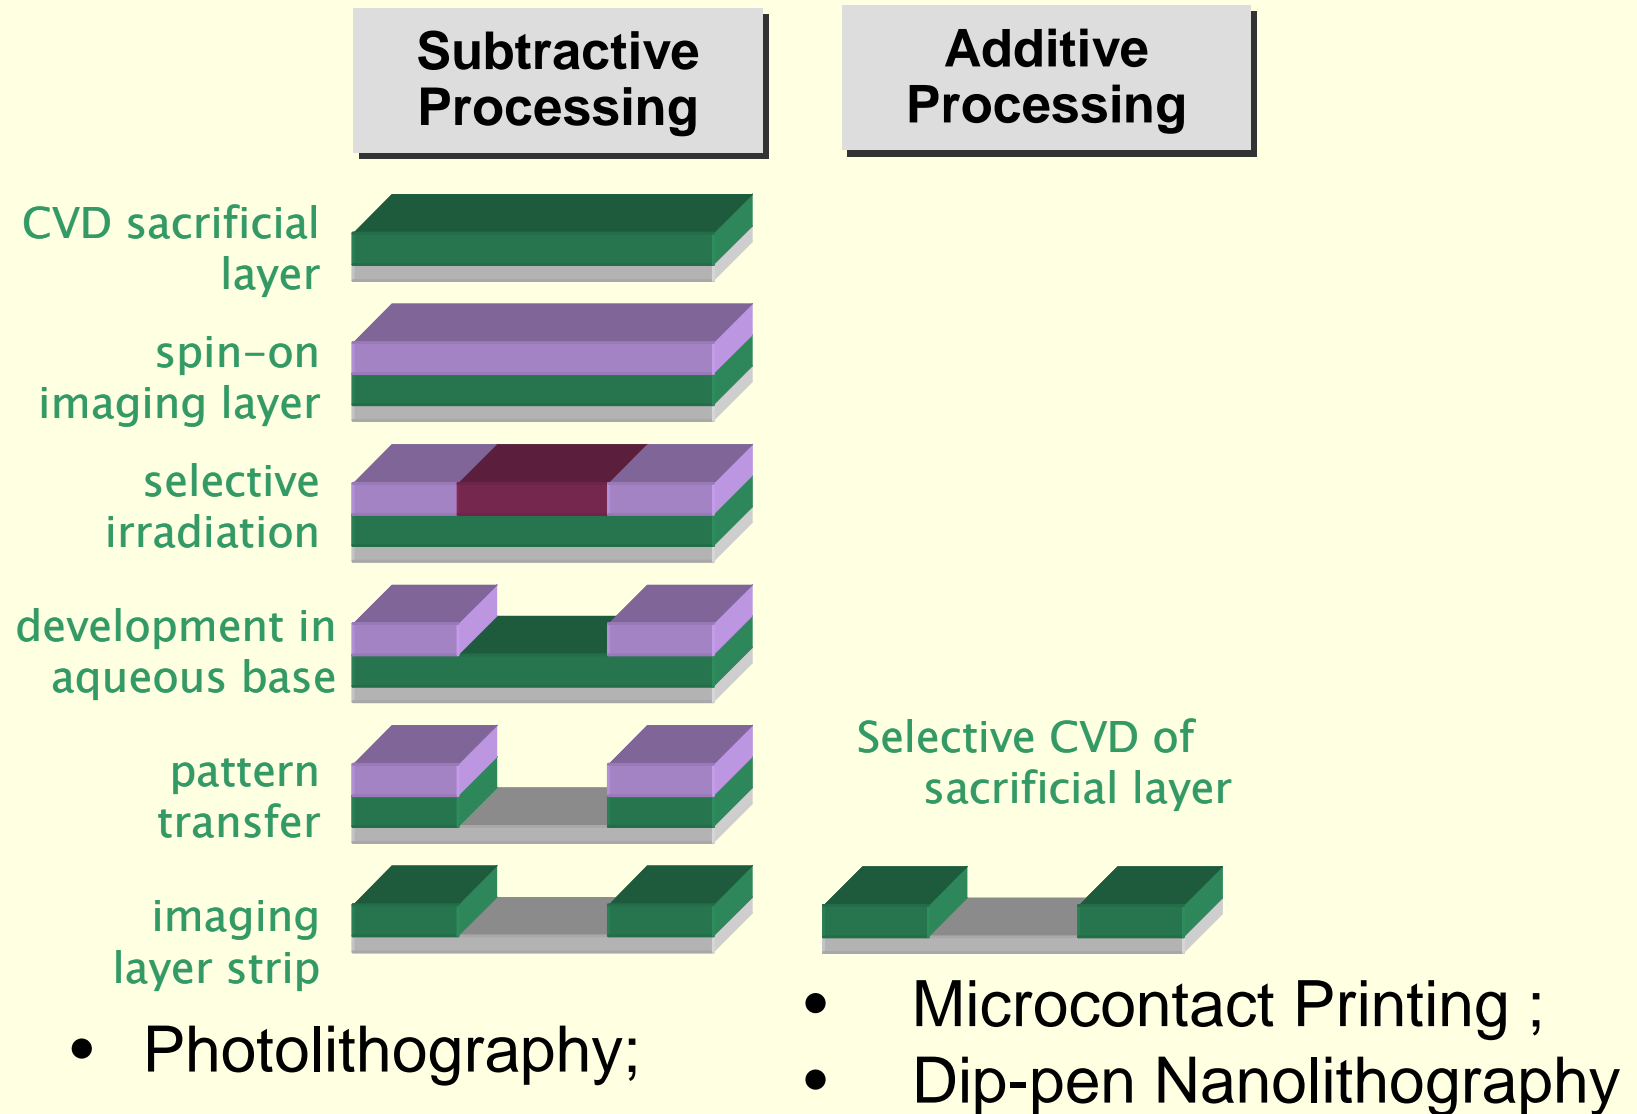 Subtractive
Processing
Additive
Processing
CVD sacrificial
layer
spin-on
imaging layer
selective
irradiation
development in
aqueous base
pattern
transfer
imaging
layer strip
• Photolithography;
Selective CVD of
sacrificial layer
• Microcontact Printing ;
• Dip-pen Nanolithography